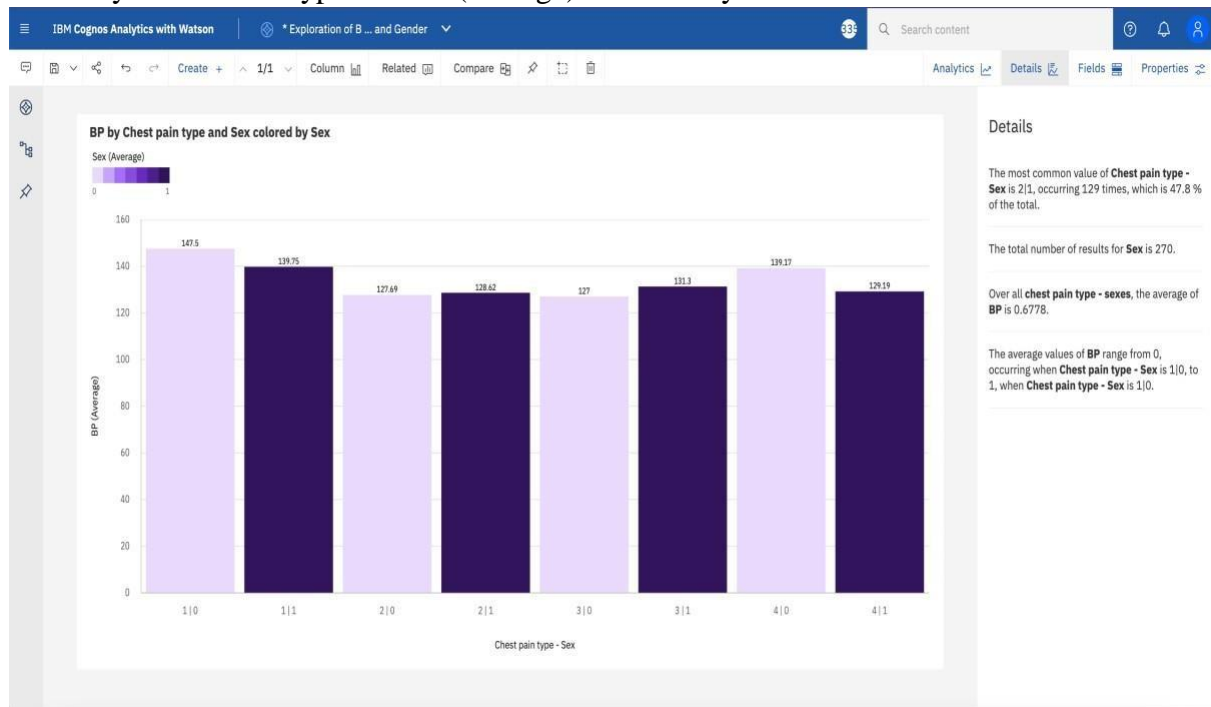 IBM Cognos Analytics with Watson
* Exploration of B ... and Gender
Search content
Create +
1/1
Column
Related
Compare
Analytics
Details
Fields
Properties
BP by Chest pain type and Sex colored by Sex
Sex (Average)
0 1
BP (Average)
160
140
120
100
80
60
40
20
0
147.5
139.75
127.69
128.62
127
131.3
139.17
129.19
1|0
1|1
2|0
2|1
3|0
3|1
4|0
4|1
Chest pain type - Sex
Details
The most common value of Chest pain type -
Sex is 2|1, occurring 129 times, which is 47.8 %
of the total.
The total number of results for Sex is 270.
Over all chest pain type - sexes, the average of
BP is 0.6778.
The average values of BP range from 0,
occurring when Chest pain type - Sex is 1|0, to
1, when Chest pain type - Sex is 1|0.